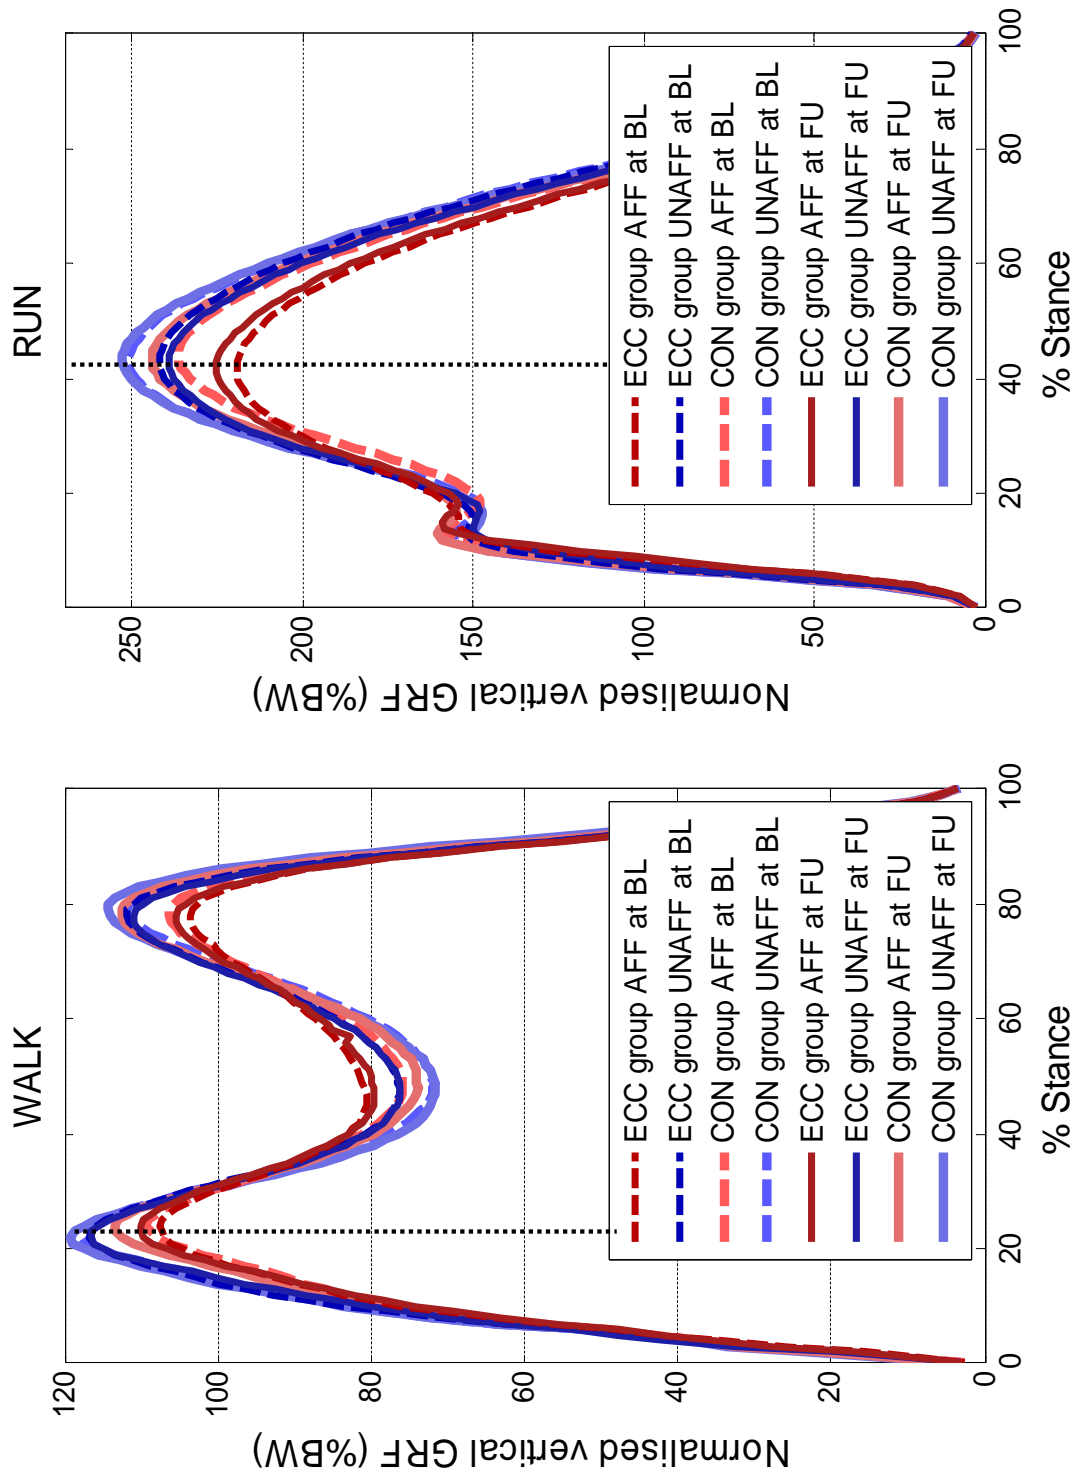 WALK
Normalised vertical GRF (%BW)
120
100
80
60
40
20
0
0
20
40
60
80
100
% Stance
ECC group AFF at BL
ECC group UNAFF at BL
CON group AFF at BL
CON group UNAFF at BL
ECC group AFF at FU
ECC group UNAFF at FU
CON group AFF at FU
CON group UNAFF at FU
RUN
Normalised vertical GRF (%BW)
250
200
150
100
50
0
0
20
40
60
80
100
% Stance
ECC group AFF at BL
ECC group UNAFF at BL
CON group AFF at BL
CON group UNAFF at BL
ECC group AFF at FU
ECC group UNAFF at FU
CON group AFF at FU
CON group UNAFF at FU